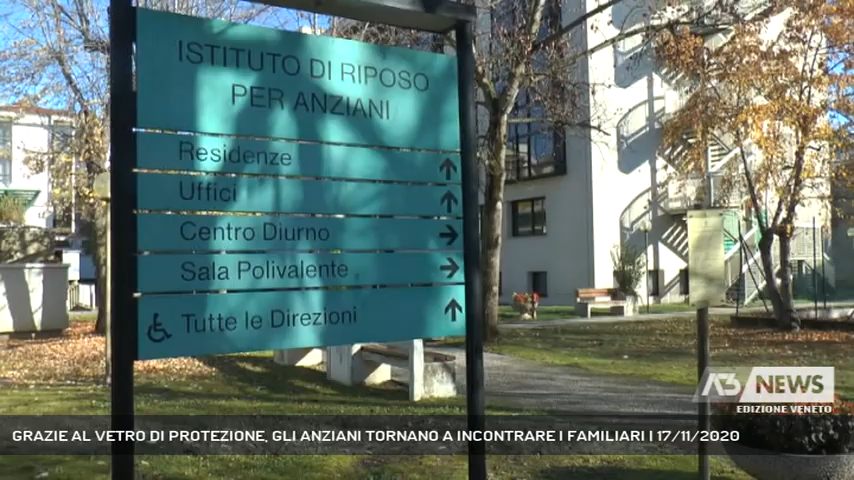 ISTITUTO DI RIPOSO
PER ANZIANI
Residenze
Uffici
Centro Diurno
Sala Polivalente
Tutte le Direzioni
A3 NEWS
EDIZIONE VENETO
GRAZIE AL VETRO DI PROTEZIONE, GLI ANZIANI TORNANO A INCONTRARE I FAMILIARI | 17/11/2020